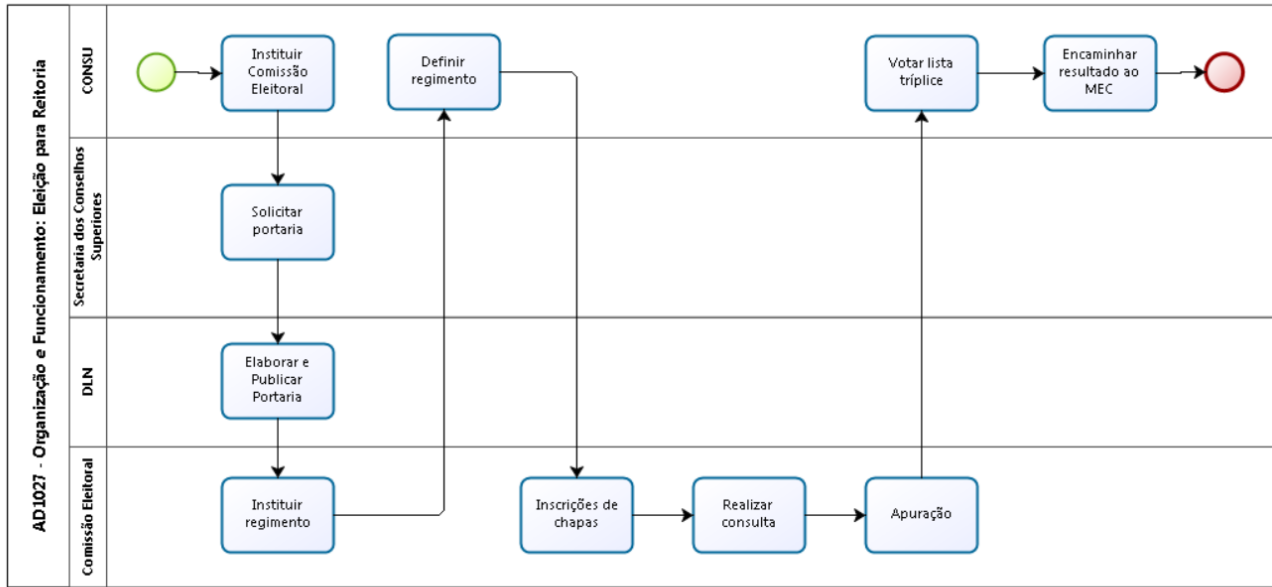 AD1027 - Organização e Funcionamento: Eleição para Reitoria
CONSU
Instituir
Comissão
Eleitoral
Definir
regimento
Votar lista
tríplice
Encaminhar
resultado ao
MEC
Secretaria dos Conselhos
Superiores
Solicitar
portaria
DLN
Elaborar e
Publicar
Portaria
Comissão Eleitoral
Instituir
regimento
Inscrições de
chapas
Realizar
consulta
Apuração